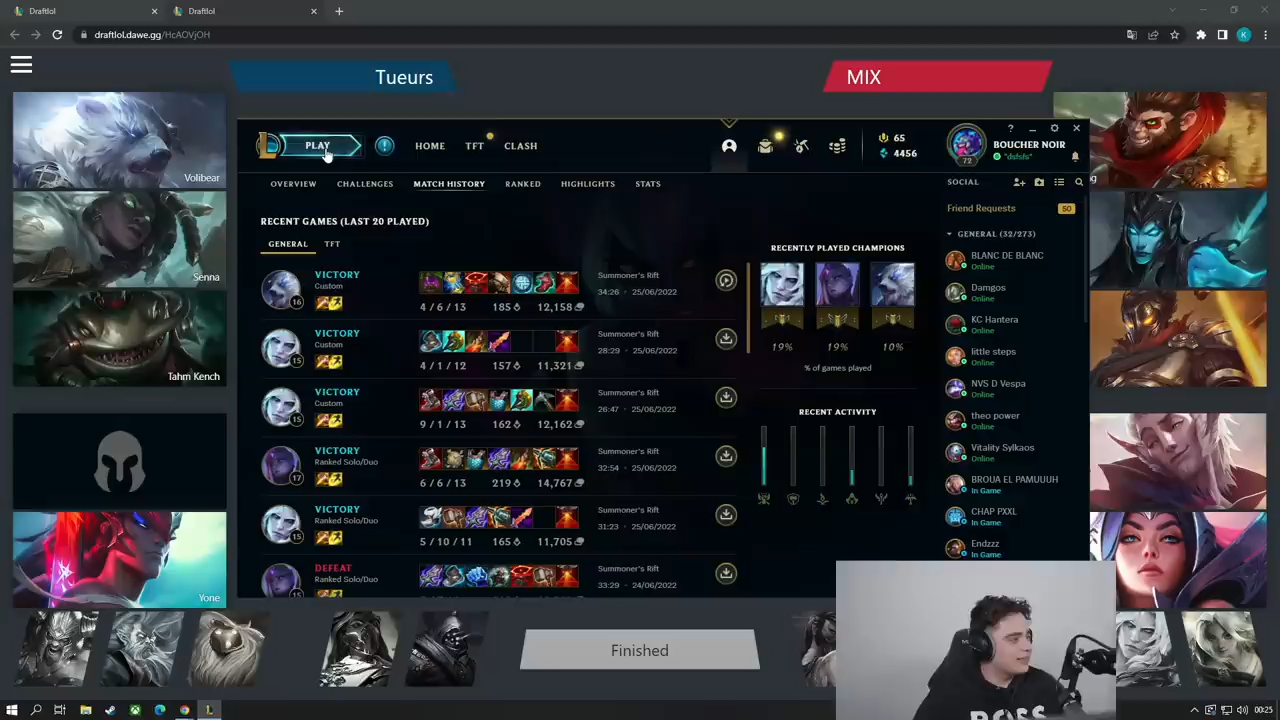 Draftlol
Draftlol
draftlol.dawe.gg/HcAOVjOH
K
Tueurs
MIX
Volibear
Senna
Tahm Kench
Yone
PLAY
HOME
TFT
CLASH
65
4456
72
BOUCHER NOIR
"dsfsfs"
OVERVIEW
CHALLENGES
MATCH HISTORY
RANKED
HIGHLIGHTS
STATS
RECENT GAMES (LAST 20 PLAYED)
GENERAL
TFT
16
VICTORY
Custom
4 / 6 / 13
185
12,158
Summoner's Rift
34:26 · 25/06/2022
15
VICTORY
Custom
4 / 1 / 12
157
11,321
Summoner's Rift
28:29 · 25/06/2022
15
VICTORY
Custom
9 / 1 / 13
162
12,162
Summoner's Rift
26:47 · 25/06/2022
17
VICTORY
Ranked Solo/Duo
6 / 6 / 13
219
14,767
Summoner's Rift
32:54 · 25/06/2022
15
VICTORY
Ranked Solo/Duo
5 / 10 / 11
165
11,705
Summoner's Rift
31:23 · 25/06/2022
DEFEAT
Ranked Solo/Duo
Summoner's Rift
33:29 · 24/06/2022
RECENTLY PLAYED CHAMPIONS
19%
19%
10%
% of games played
RECENT ACTIVITY
SOCIAL
Friend Requests
50
GENERAL (32/273)
BLANC DE BLANC
Online
Damgos
Online
KC Hantera
Online
little steps
Online
NVS D Vespa
Online
theo power
Online
Vitality Sylkaos
Online
BROUA EL PAMUUUH
In Game
CHAP PXXL
In Game
Endzzz
In Game
Finished
00:25